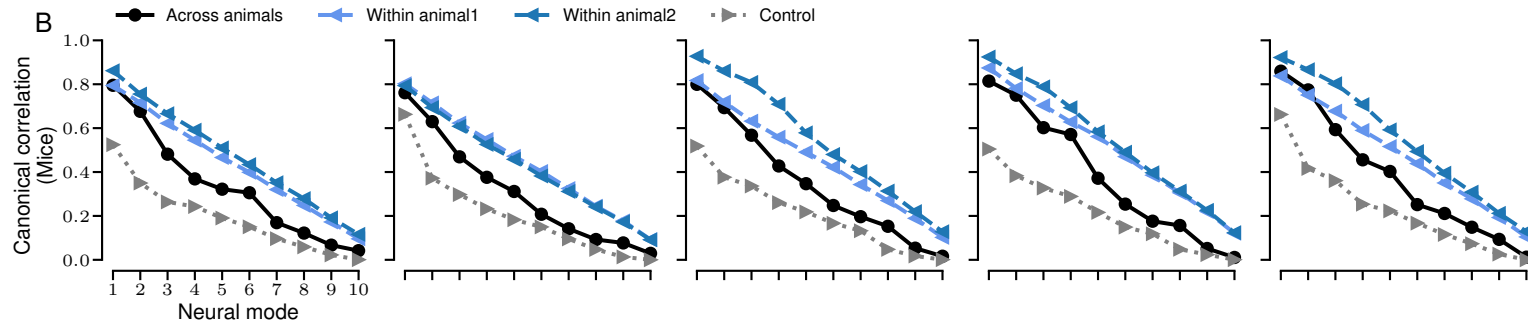 B
Across animals
Within animal1
Within animal2
Control
Canonical correlation
(Mice)
1.0
0.8
0.6
0.4
0.2
0.0
1 2 3 4 5 6 7 8 9 10
Neural mode